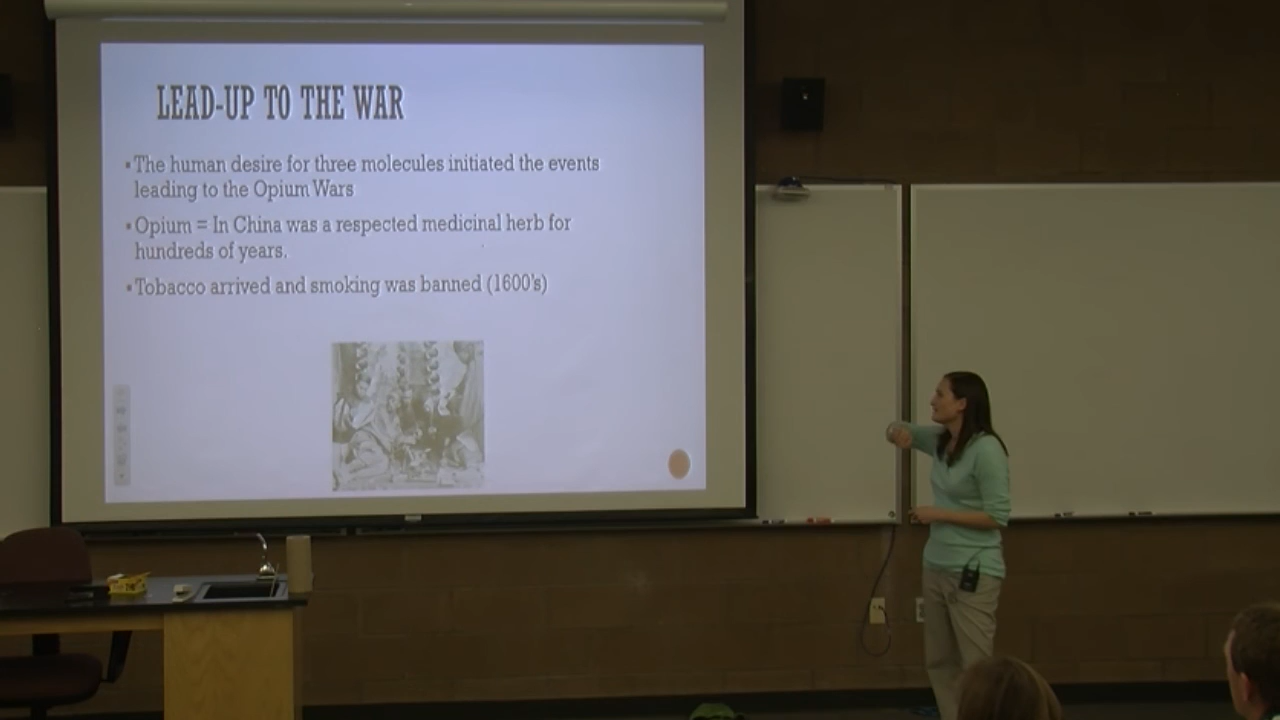 LEAD-UP TO THE WAR
▪The human desire for three molecules initiated the events
leading to the Opium Wars
▪Opium = In China was a respected medicinal herb for
hundreds of years.
▪Tobacco arrived and smoking was banned (1600's)